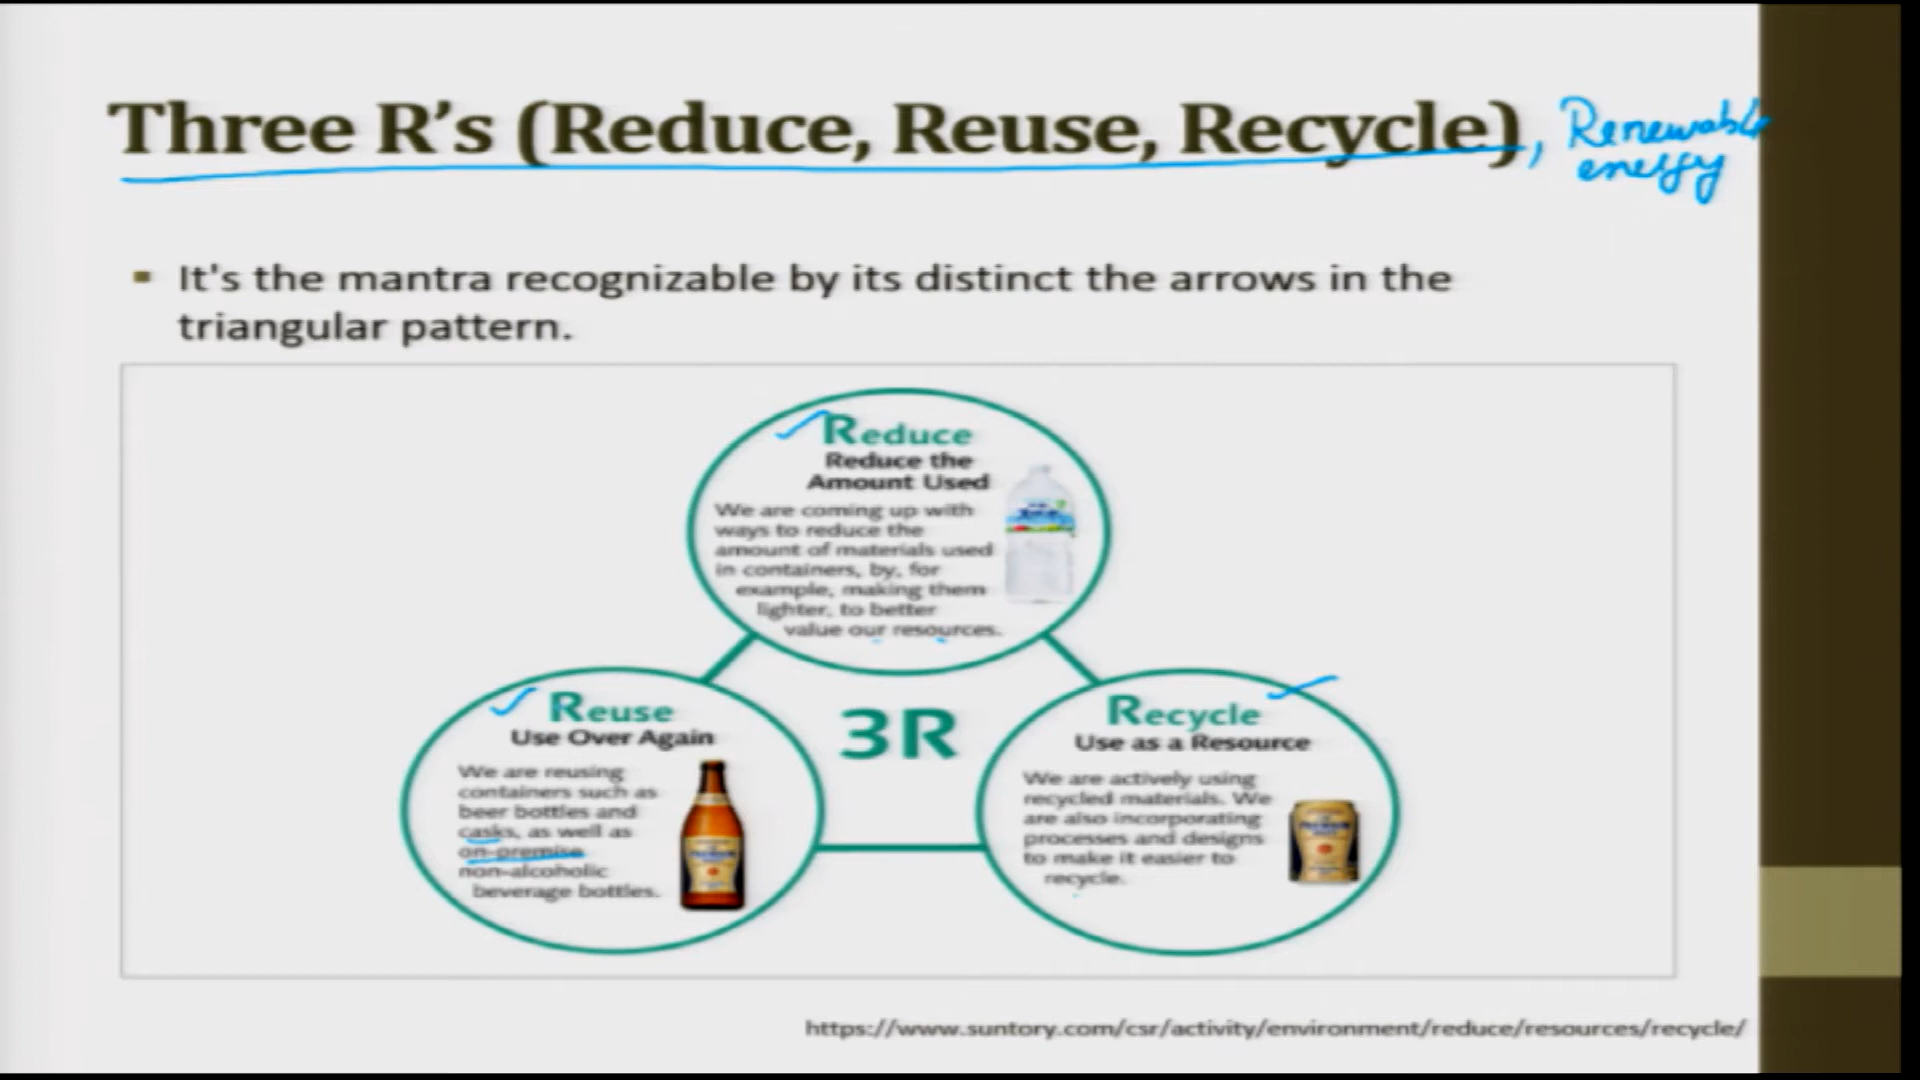 Three R's (Reduce, Reuse, Recycle), Renewable
energy
It's the mantra recognizable by its distinct the arrows in the
triangular pattern.
Reduce
Reduce the
Amount Used
We are coming up with
ways to reduce the
amount of materials used
in containers, by, for
example, making them
lighter, to better
value our resources.
Reuse
Use Over Again
We are reusing
containers such as
beer bottles and
casks, as well as
on-premise
non-alcoholic
beverage bottles.
3R
Recycle
Use as a Resource
We are actively using
recycled materials. We
are also incorporating
processes and designs
to make it easier to
recycle.
https://www.suntory.com/csr/activity/environment/reduce/resources/recycle/